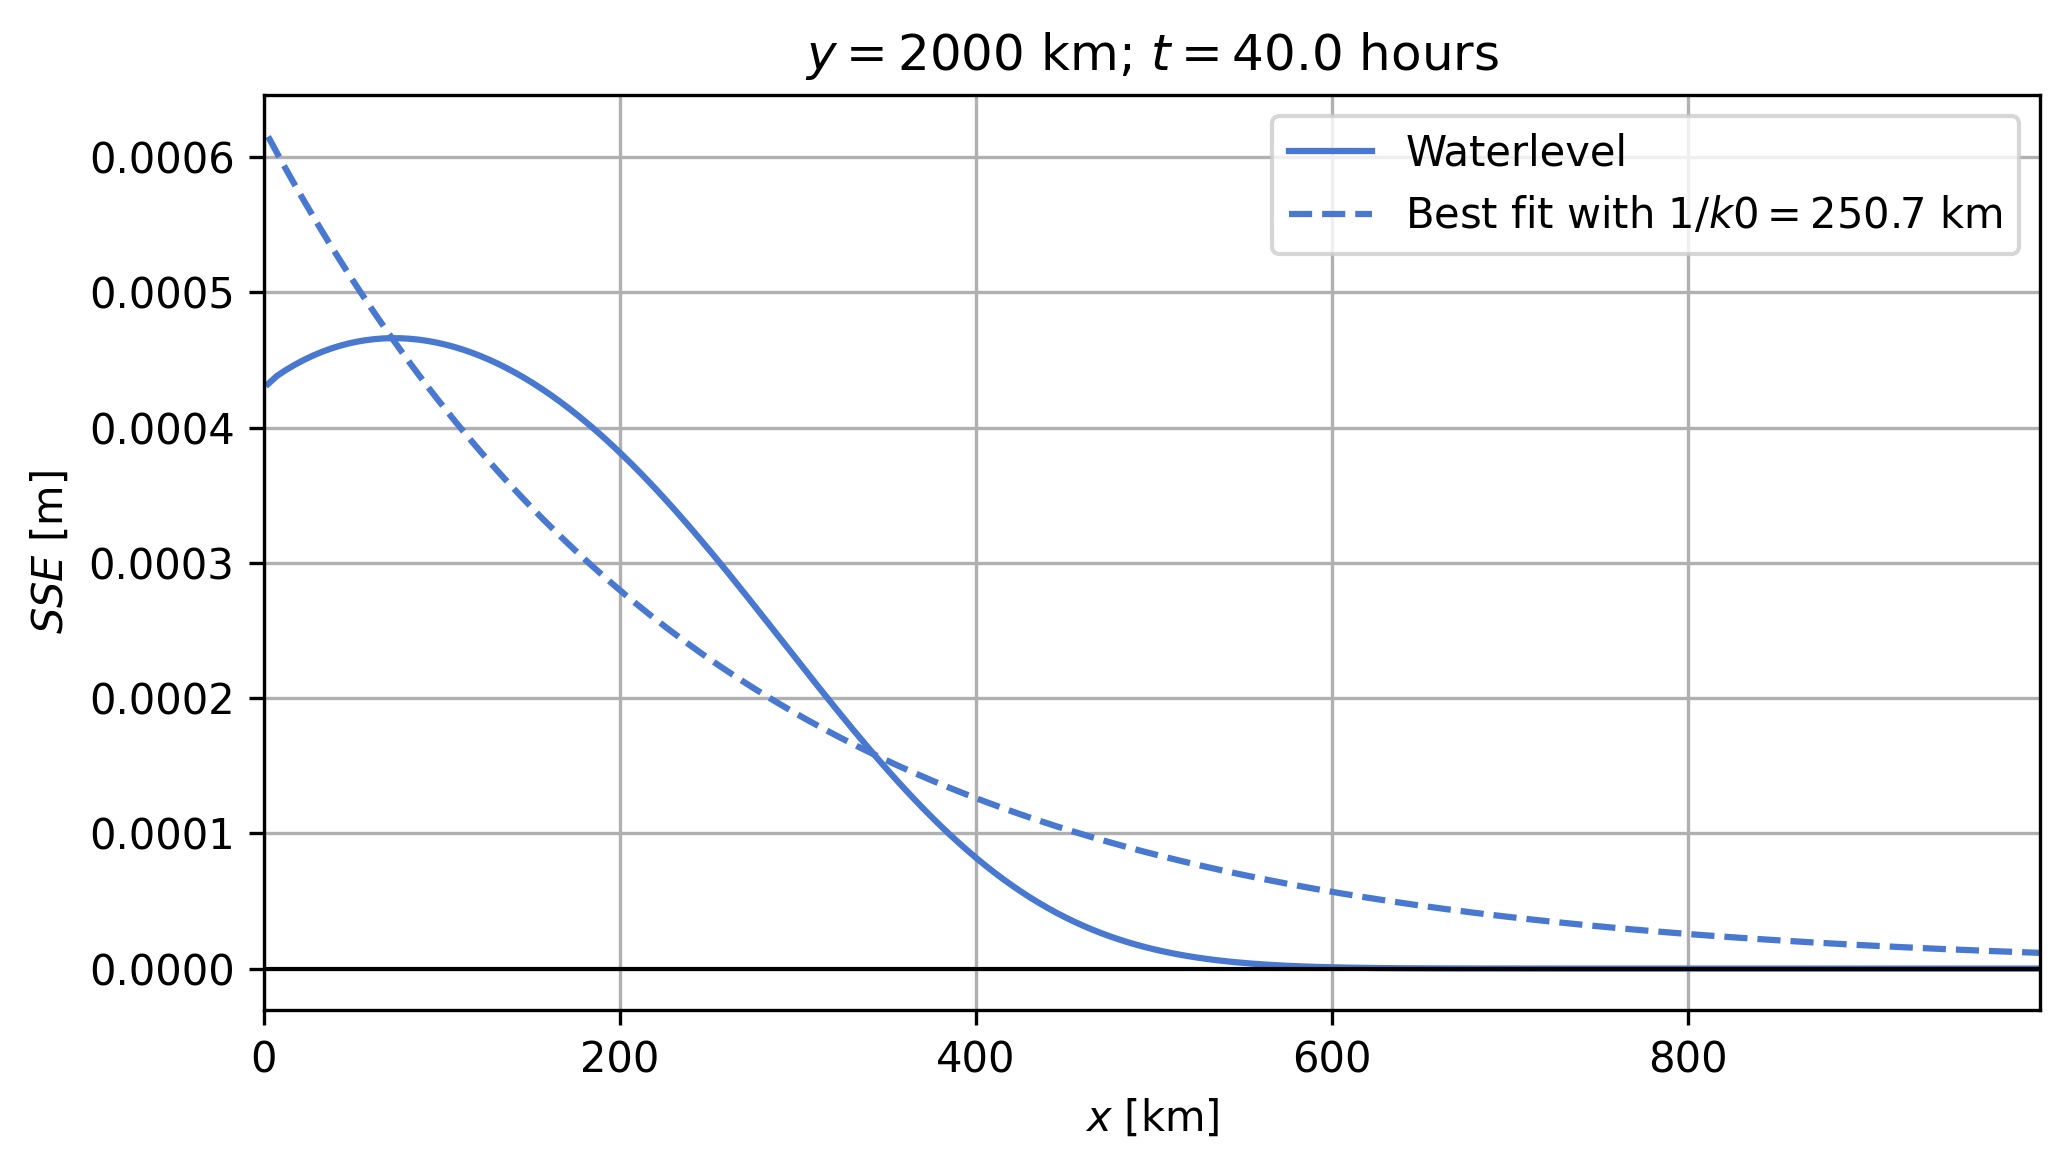 y = 2000 km; t = 40.0 hours
Waterlevel
Best fit with 1/k0 = 250.7 km
0.0006
0.0005
0.0004
0.0003
0.0002
0.0001
0.0000
SSE [m]
0 200 400 600 800
x [km]